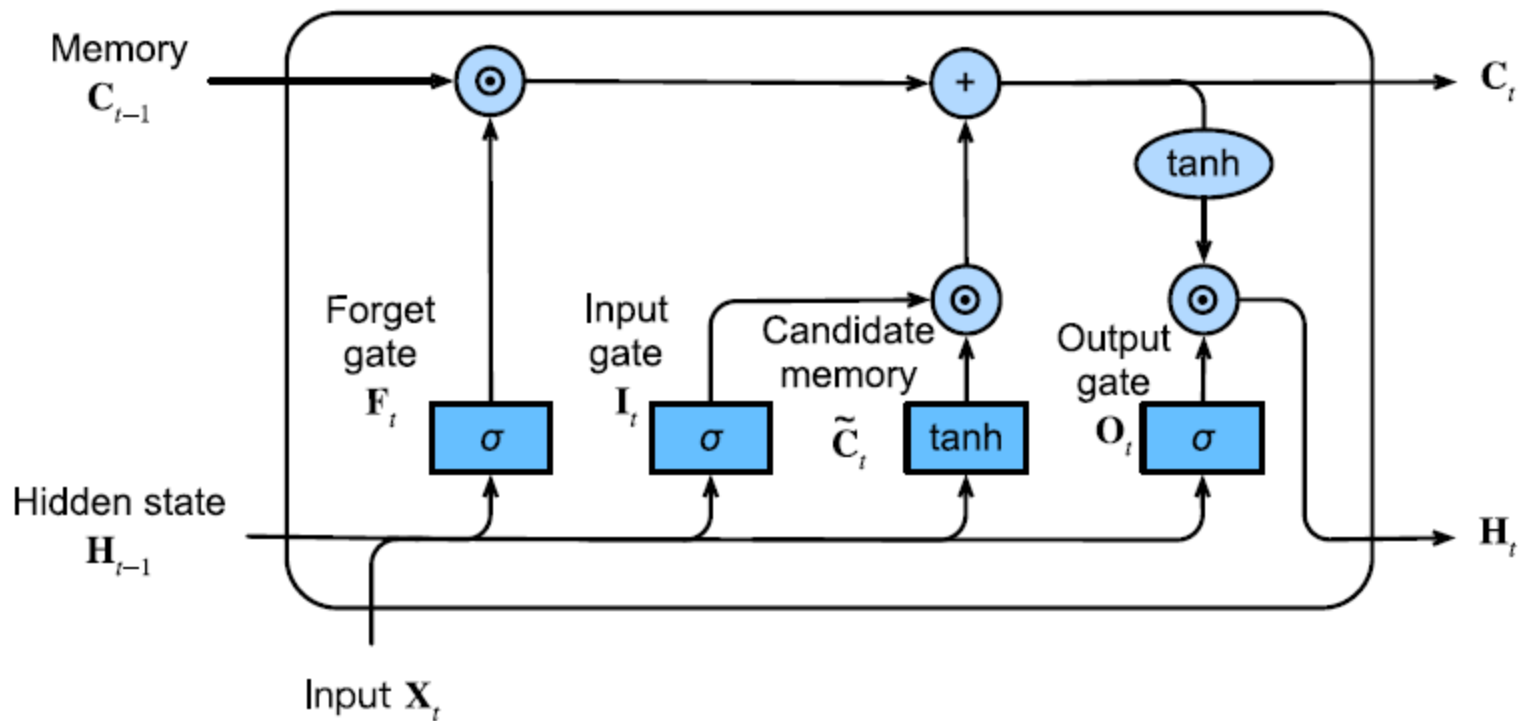 Memory
C_{t−1}
⊙
+
C_t
tanh
Forget
gate
F_t
Input
gate
I_t
⊙
Candidate
memory
C̃_t
⊙
Output
gate
O_t
σ
σ
tanh
σ
Hidden state
H_{t−1}
H_t
Input X_t